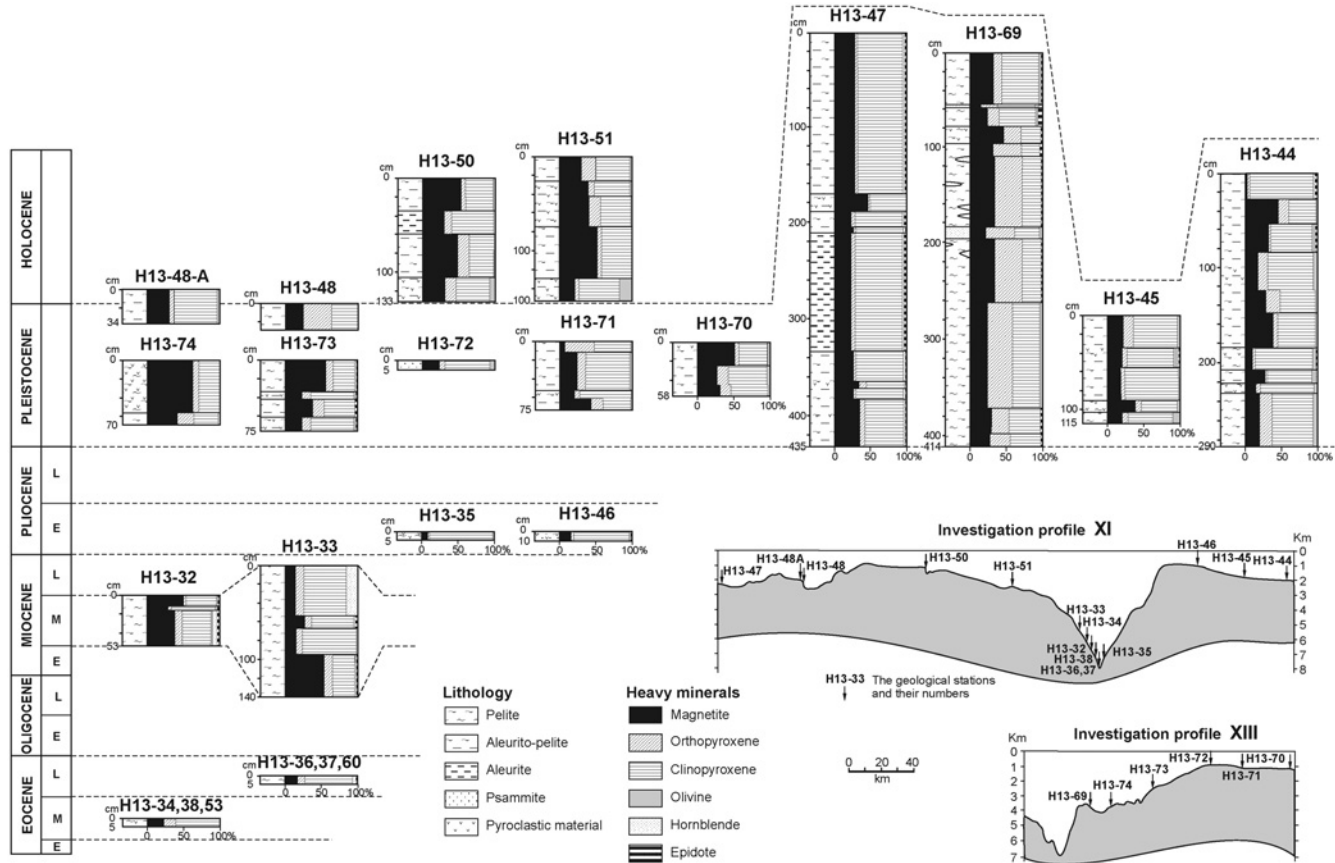 H13-47
cm
0
100
200
300
400
435
0 50 100%
H13-69
cm
0
100
200
300
400
414
0 50 100%
H13-51
cm
0
100
100
H13-50
cm
0
100
133
H13-44
cm
0
100
200
290
0 50 100%
H13-48-A
cm
0
34
H13-48
cm
0
H13-45
cm
0
100
115
0 50 100%
H13-74
cm
0
70
H13-73
cm
0
75
H13-72
cm
0
5
H13-71
cm
0
75
H13-70
cm
0
58
0 50 100%
HOLOCENE
PLEISTOCENE
PLIOCENE
L
E
MIOCENE
L
M
E
OLIGOCENE
L
E
EOCENE
L
M
E
H13-35
cm
0
5
0 50 100%
H13-46
cm
0
10
0 50 100%
H13-32
cm
0
53
H13-33
cm
0
100
140
H13-36,37,60
cm
0
5
0 50 100%
H13-34,38,53
cm
0
5
0 50 100%
Lithology
Pelite
Aleurito-pelite
Aleurite
Psammite
Pyroclastic material
Heavy minerals
Magnetite
Orthopyroxene
Clinopyroxene
Olivine
Hornblende
Epidote
Investigation profile XI
Km
0
1
2
3
4
5
6
7
8
H13-47
H13-48A
H13-48
H13-50
H13-51
H13-33
H13-34
H13-32
H13-38
H13-36,37
H13-35
H13-46
H13-45
H13-44
H13-33 The geological stations
and their numbers
0 20 40
km
Investigation profile XIII
Km
0
1
2
3
4
5
6
7
H13-69
H13-74
H13-73
H13-72
H13-71
H13-70